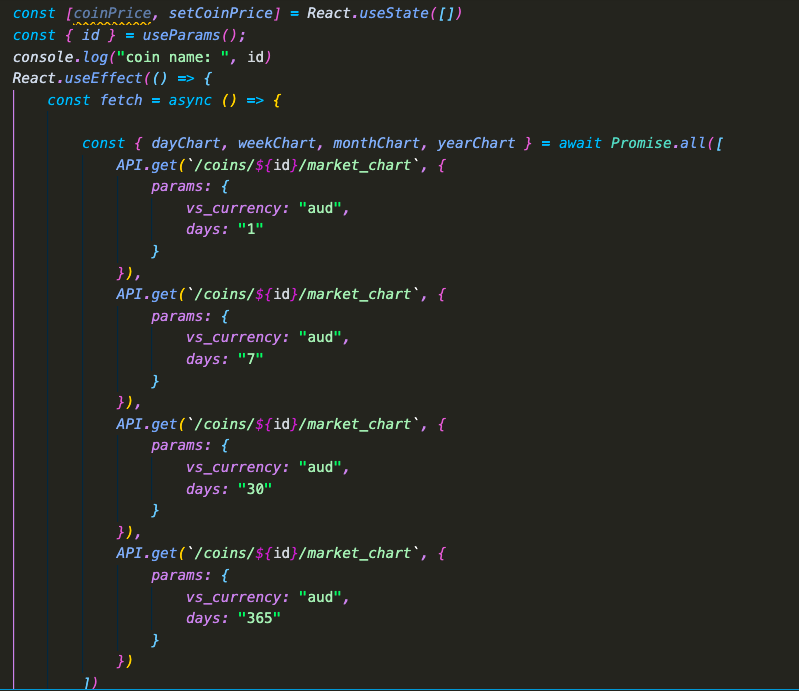 const [coinPrice, setCoinPrice] = React.useState([])
const { id } = useParams();
console.log("coin name: ", id)
React.useEffect(() => {
    const fetch = async () => {

        const { dayChart, weekChart, monthChart, yearChart } = await Promise.all([
            API.get(`/coins/${id}/market_chart`, {
                params: {
                    vs_currency: "aud",
                    days: "1"
                }
            }),
            API.get(`/coins/${id}/market_chart`, {
                params: {
                    vs_currency: "aud",
                    days: "7"
                }
            }),
            API.get(`/coins/${id}/market_chart`, {
                params: {
                    vs_currency: "aud",
                    days: "30"
                }
            }),
            API.get(`/coins/${id}/market_chart`, {
                params: {
                    vs_currency: "aud",
                    days: "365"
                }
            })
        ])